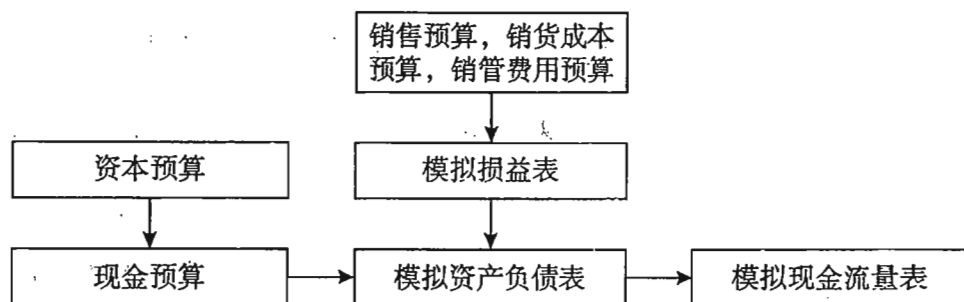 销售预算，销货成本
预算，销管费用预算
资本预算
模拟损益表
现金预算
模拟资产负债表
模拟现金流量表